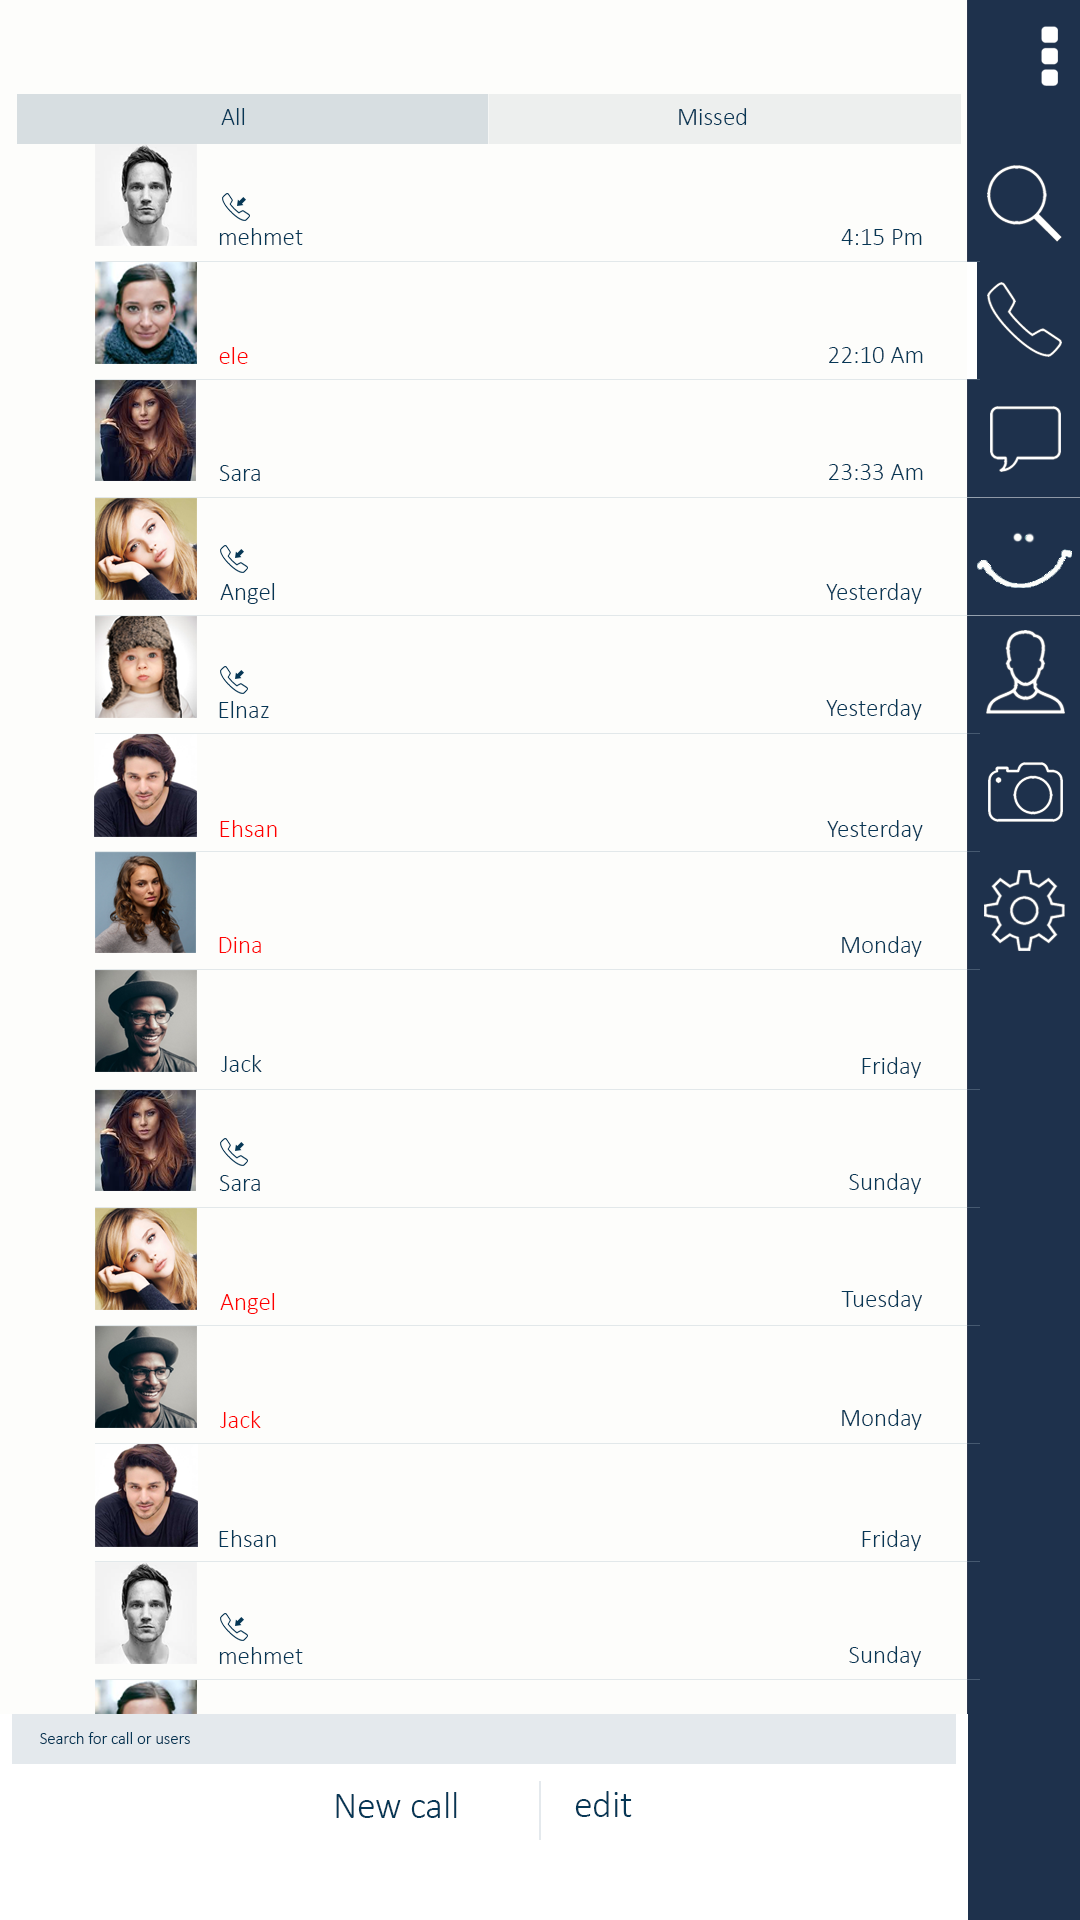 All
Missed
mehmet
4:15 Pm
ele
22:10 Am
Sara
23:33 Am
Angel
Yesterday
Elnaz
Yesterday
Ehsan
Yesterday
Dina
Monday
Jack
Friday
Sara
Sunday
Angel
Tuesday
Jack
Monday
Ehsan
Friday
mehmet
Sunday
Search for call or users
New call
edit